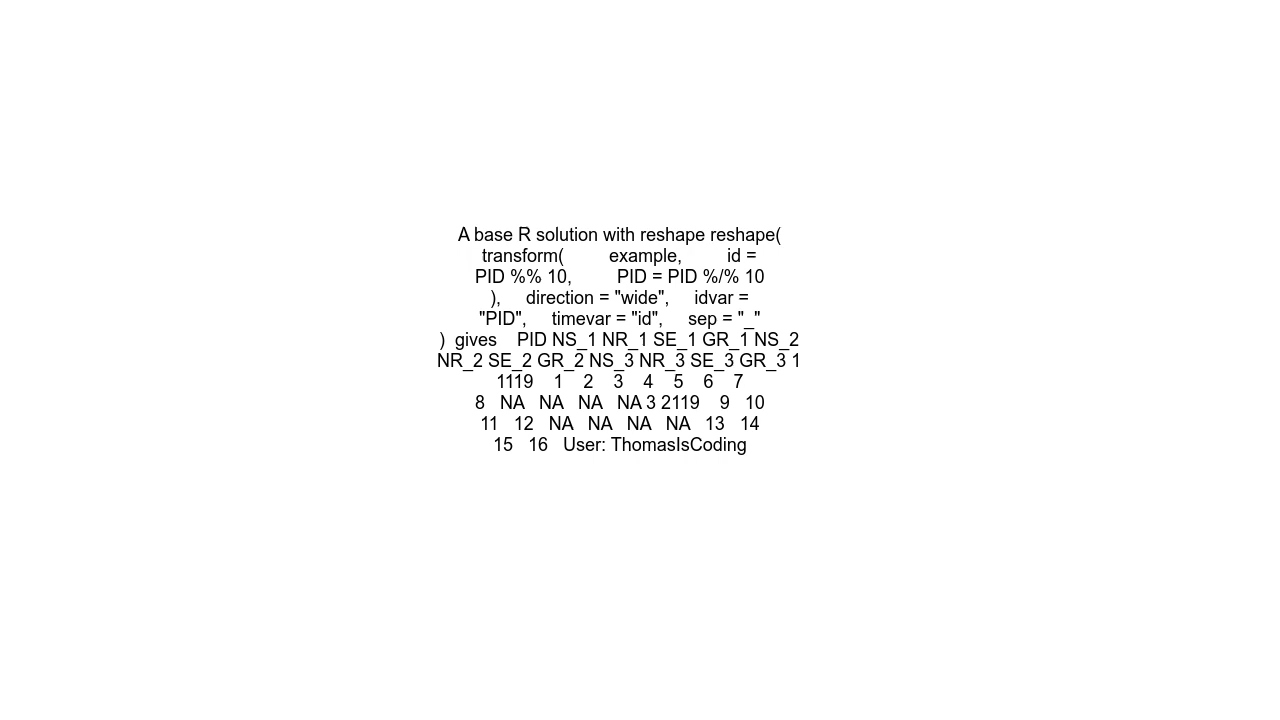 A base R solution with reshape reshape(
transform( example, id =
PID %% 10, PID = PID %/% 10
), direction = "wide", idvar =
"PID", timevar = "id", sep = "_"
) gives PID NS_1 NR_1 SE_1 GR_1 NS_2
NR_2 SE_2 GR_2 NS_3 NR_3 SE_3 GR_3 1
1119 1 2 3 4 5 6 7
8 NA NA NA NA 3 2119 9 10
11 12 NA NA NA NA 13 14
15 16 User: ThomasIsCoding